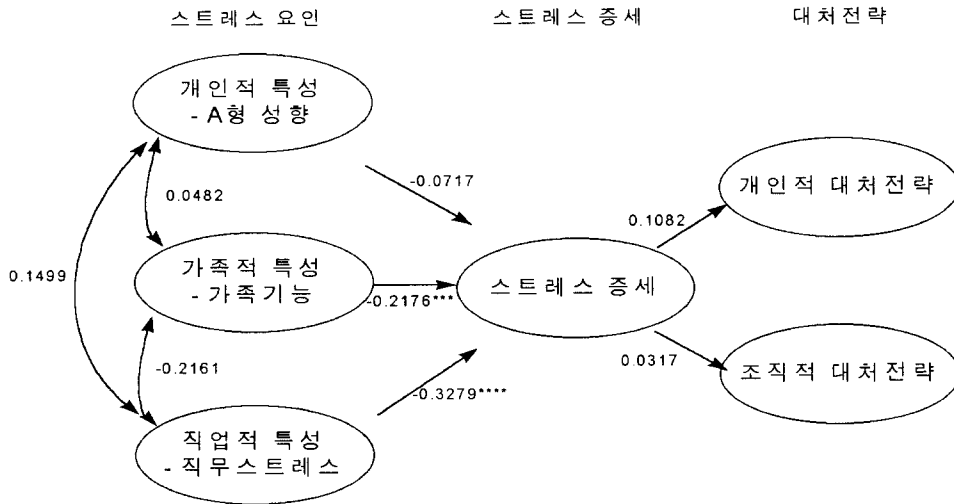 스트레스 요인
스트레스 증세
대처전략
개인적 특성
- A형 성향
-0.0717
개인적 대처전략
0.0482
0.1082
0.1499
가족적 특성
- 가족기능
-0.2176***
스트레스 증세
-0.2161
0.0317
조직적 대처전략
-0.3279****
직업적 특성
- 직무스트레스